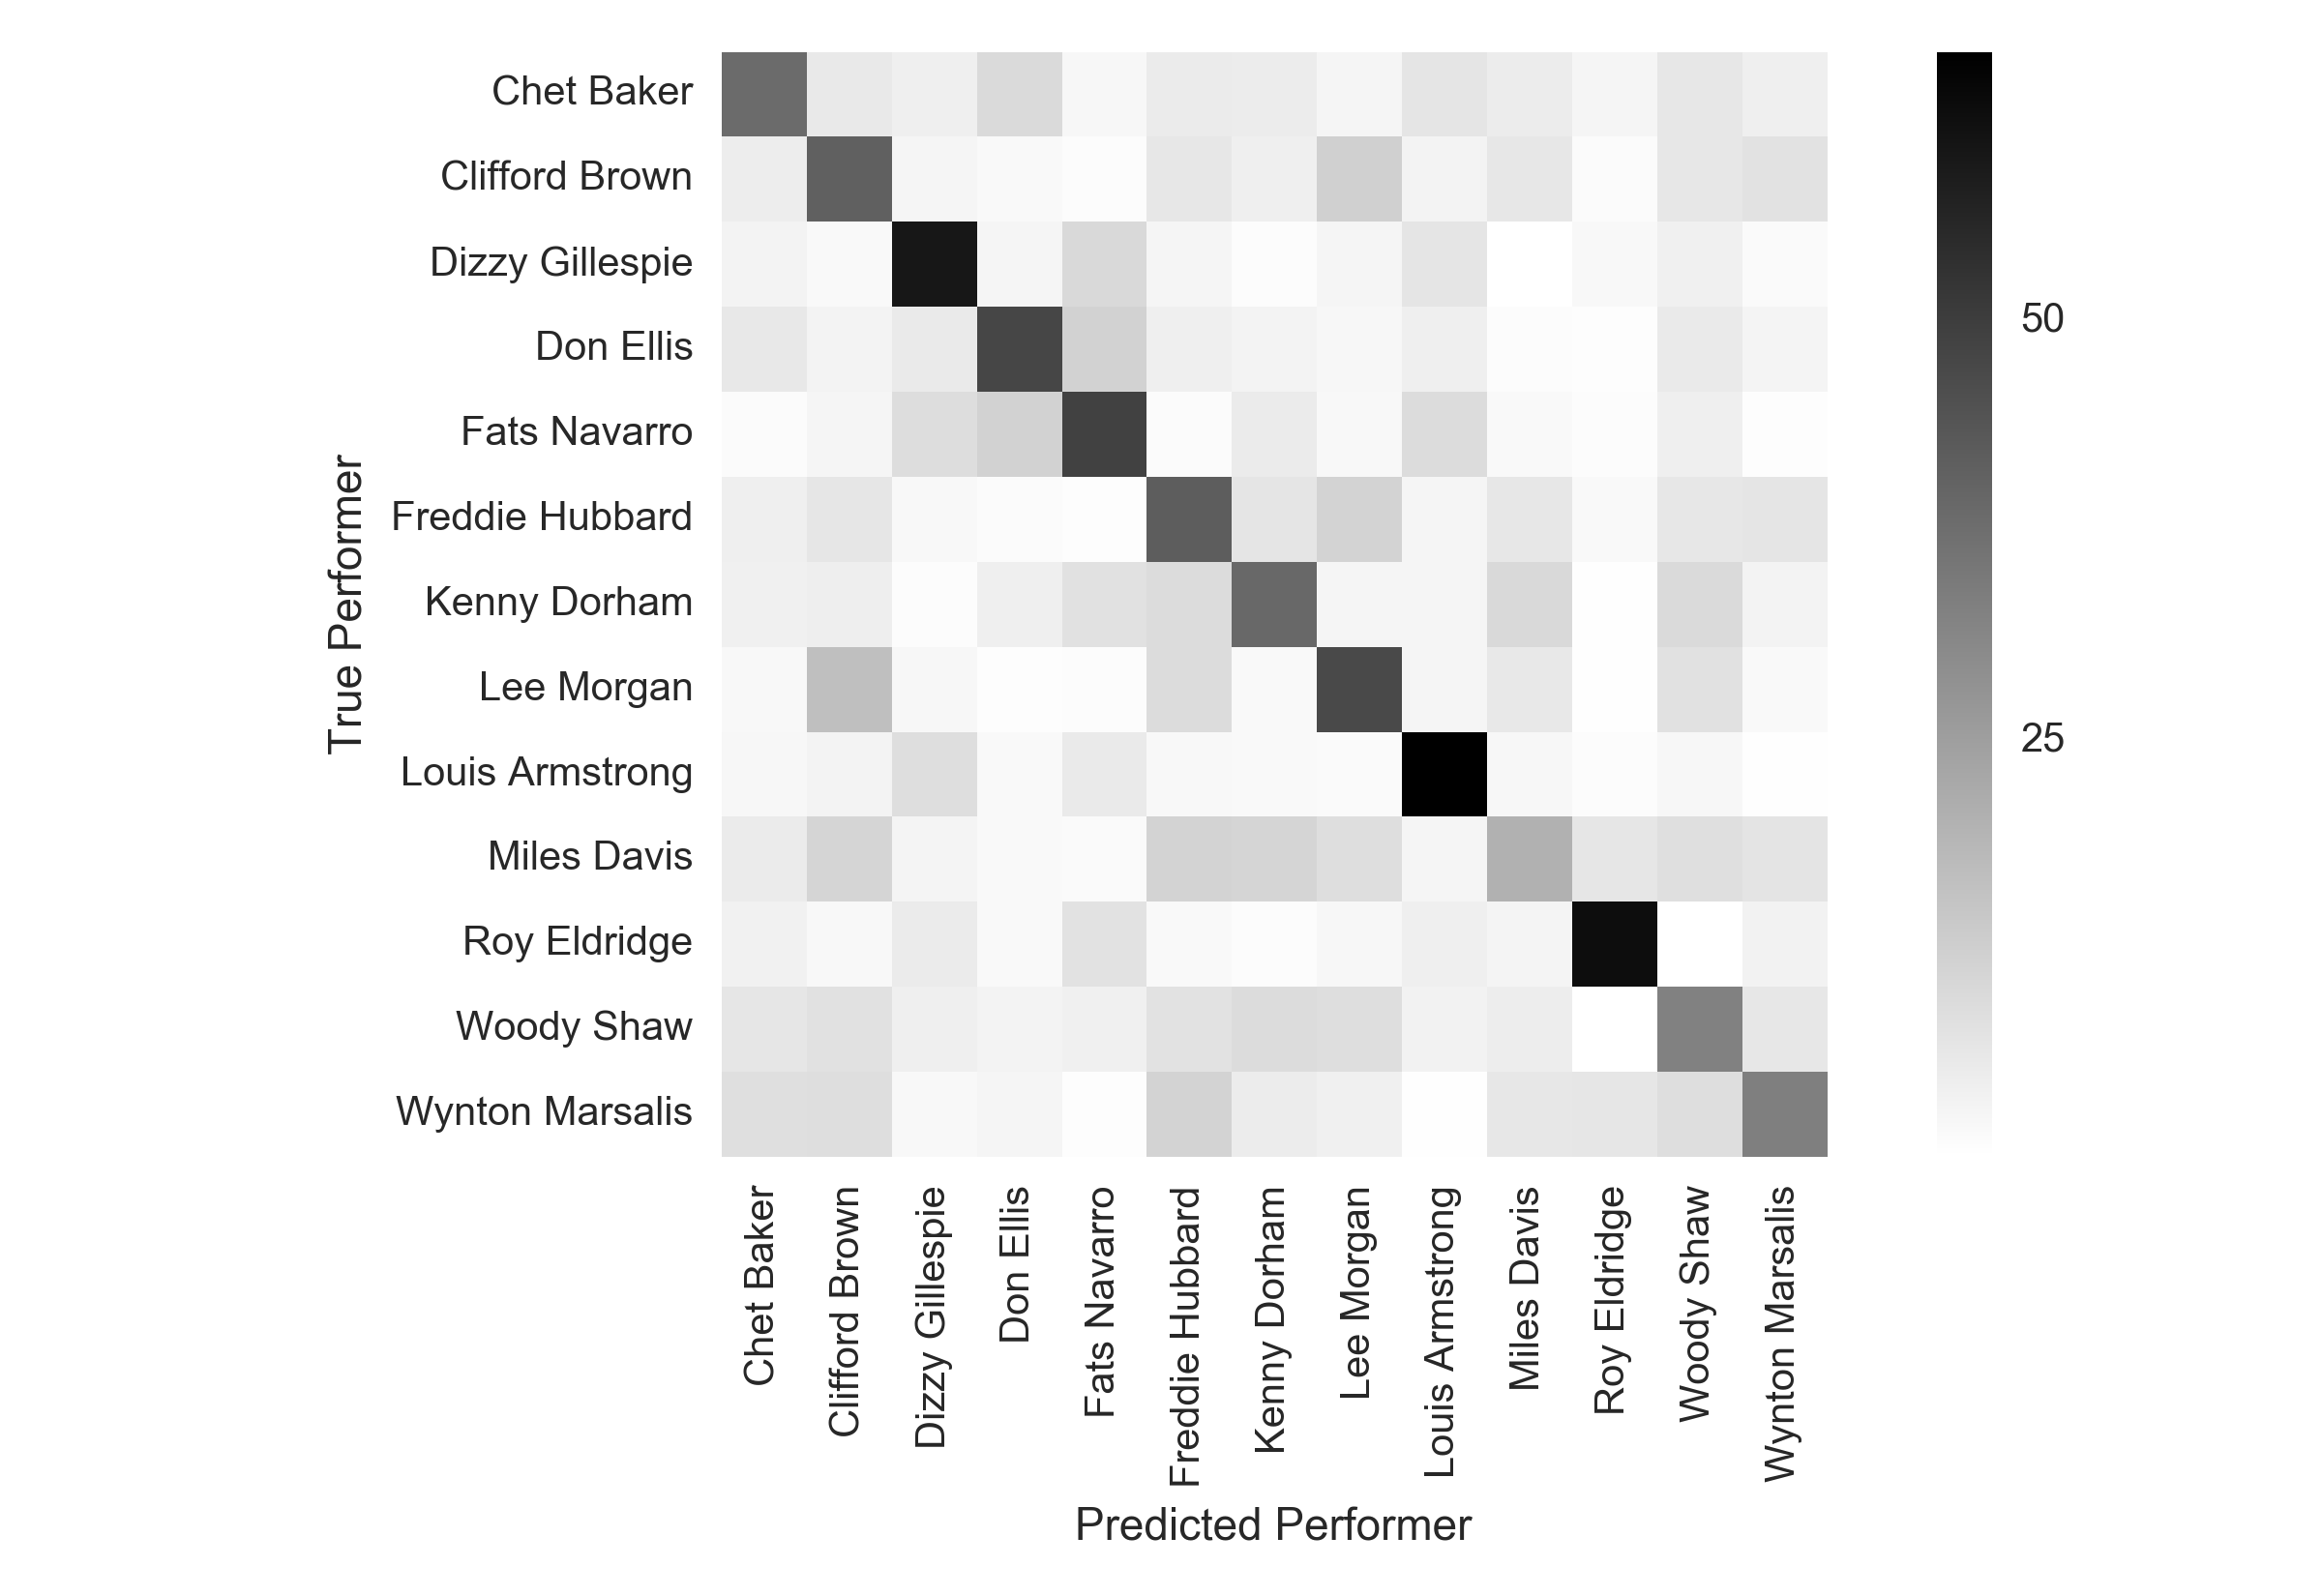 Chet Baker
Clifford Brown
Dizzy Gillespie
Don Ellis
Fats Navarro
Freddie Hubbard
Kenny Dorham
Lee Morgan
Louis Armstrong
Miles Davis
Roy Eldridge
Woody Shaw
Wynton Marsalis
True Performer
50
25
Chet Baker
Clifford Brown
Dizzy Gillespie
Don Ellis
Fats Navarro
Freddie Hubbard
Kenny Dorham
Lee Morgan
Louis Armstrong
Miles Davis
Roy Eldridge
Woody Shaw
Wynton Marsalis
Predicted Performer